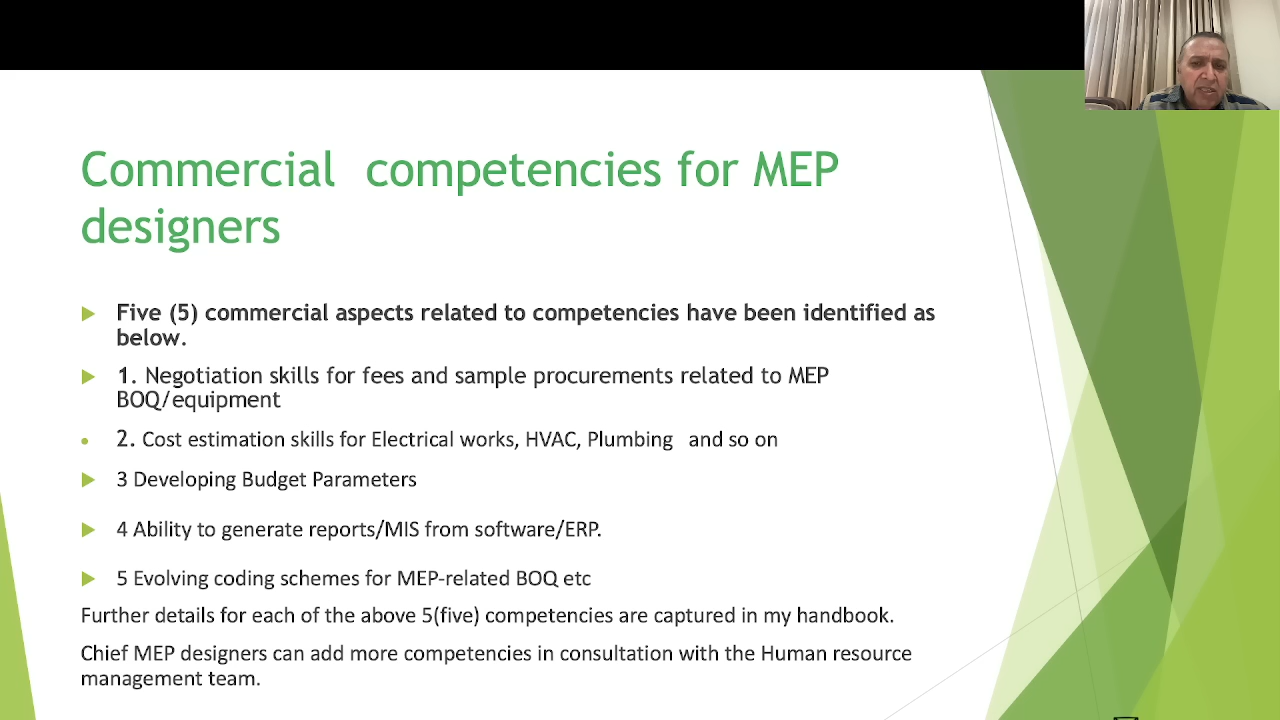 Commercial  competencies for MEP
designers
Five (5) commercial aspects related to competencies have been identified as
below.
1. Negotiation skills for fees and sample procurements related to MEP
BOQ/equipment
2. Cost estimation skills for Electrical works, HVAC, Plumbing  and so on
3 Developing Budget Parameters
4 Ability to generate reports/MIS from software/ERP.
5 Evolving coding schemes for MEP-related BOQ etc
Further details for each of the above 5(five) competencies are captured in my handbook.
Chief MEP designers can add more competencies in consultation with the Human resource
management team.